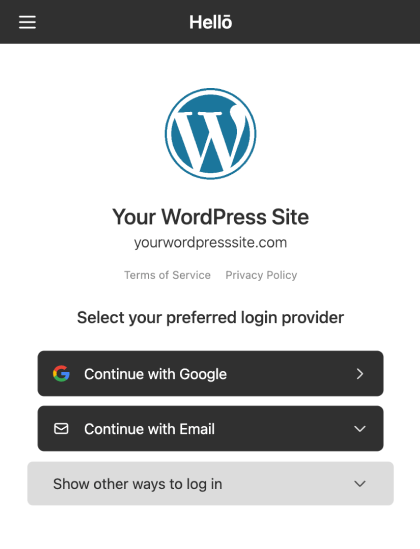 Hellō
Your WordPress Site
yourwordpresssite.com
Terms of Service Privacy Policy
Select your preferred login provider
Continue with Google
Continue with Email
Show other ways to log in